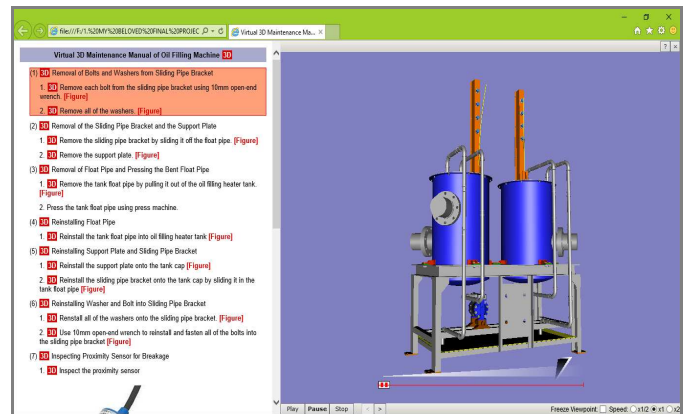 file:///F:/1.%20MY%20BELOVED%20FINAL%20PROJEC
Virtual 3D Maintenance Ma...
Virtual 3D Maintenance Manual of Oil Filling Machine 3D
(1) 3D Removal of Bolts and Washers from Sliding Pipe Bracket
1. 3D Remove each bolt from the sliding pipe bracket using 10mm open-end
wrench. [Figure]
2. 3D Remove all of the washers. [Figure]
(2) 3D Removal of the Sliding Pipe Bracket and the Support Plate
1. 3D Remove the sliding pipe bracket by sliding it off the float pipe. [Figure]
2. 3D Remove the support plate. [Figure]
(3) 3D Removal of Float Pipe and Pressing the Bent Float Pipe
1. 3D Remove the tank float pipe by pulling it out of the oil filling heater tank.
[Figure]
2. Press the tank float pipe using press machine.
(4) 3D Reinstalling Float Pipe
1. 3D Reinstall the tank float pipe into oil filling heater tank [Figure]
(5) 3D Reinstalling Support Plate and Sliding Pipe Bracket
1. 3D Reinstall the support plate onto the tank cap [Figure]
2. 3D Reinstall the sliding pipe bracket onto the tank cap by sliding it in the
tank float pipe [Figure]
(6) 3D Reinstalling Washer and Bolt into Sliding Pipe Bracket
1. 3D Renstall all of the washers onto the sliding pipe bracket. [Figure]
2. 3D Use 10mm open-end wrench to reinstall and fasten all of the bolts into
the sliding pipe bracket [Figure]
(7) 3D Inspecting Proximity Sensor for Breakage
1. 3D Inspect the proximity sensor
Play Pause Stop < > Freeze Viewpoint: Speed: x1/2 x1 x2